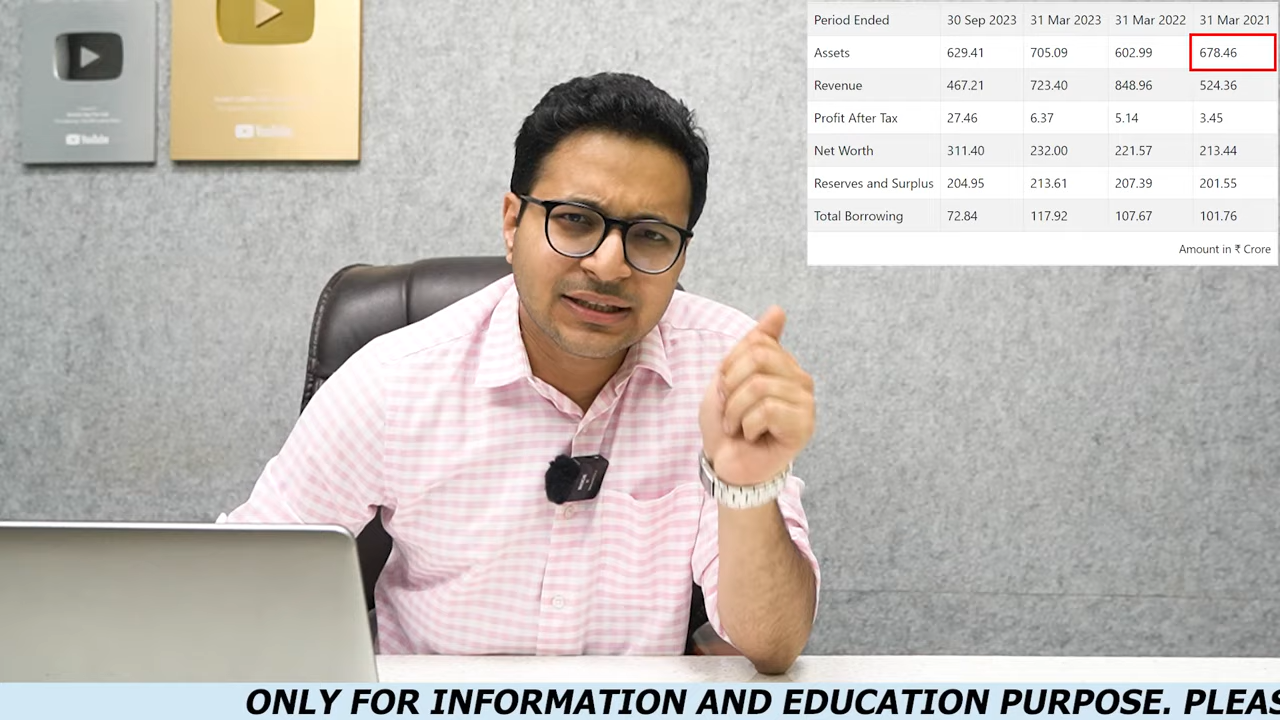 Period Ended 30 Sep 2023 31 Mar 2023 31 Mar 2022 31 Mar 2021
Assets 629.41 705.09 602.99 678.46
Revenue 467.21 723.40 848.96 524.36
Profit After Tax 27.46 6.37 5.14 3.45
Net Worth 311.40 232.00 221.57 213.44
Reserves and Surplus 204.95 213.61 207.39 201.55
Total Borrowing 72.84 117.92 107.67 101.76
Amount in ₹ Crore
YouTube
YouTube
ONLY FOR INFORMATION AND EDUCATION PURPOSE. PLEAS